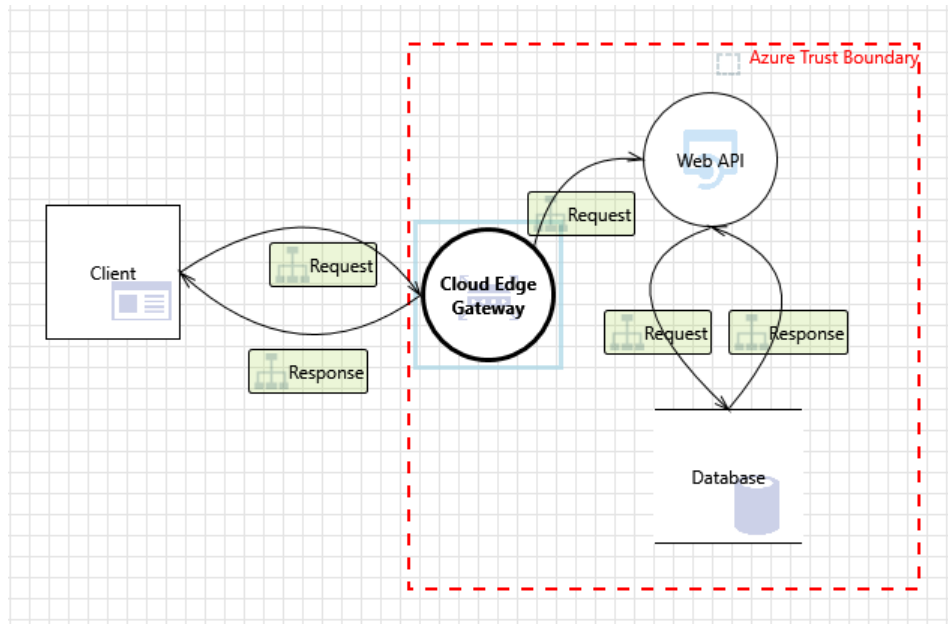 Azure Trust Boundary
Web API
Request
Client
Request
Cloud Edge
Gateway
Request
Response
Response
Database